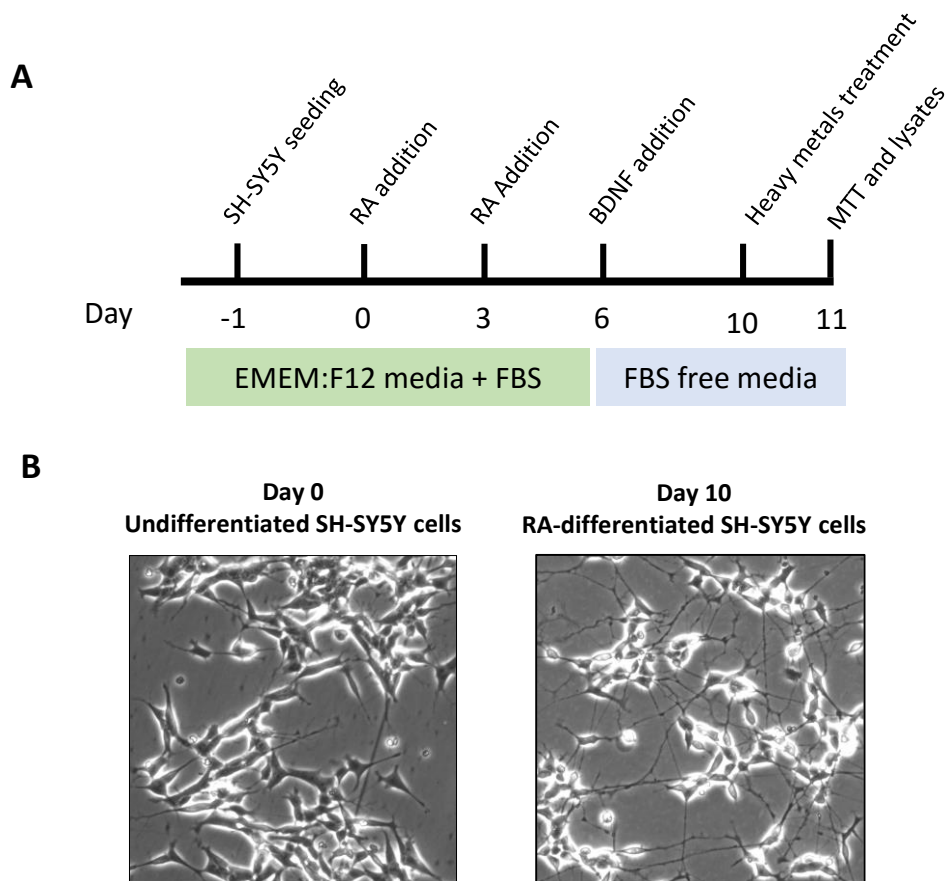 A
SH-SY5Y seeding
RA addition
RA Addition
BDNF addition
Heavy metals treatment
MTT and lysates
Day
-1
0
3
6
10
11
EMEM:F12 media + FBS
FBS free media
B
Day 0
Undifferentiated SH-SY5Y cells
Day 10
RA-differentiated SH-SY5Y cells